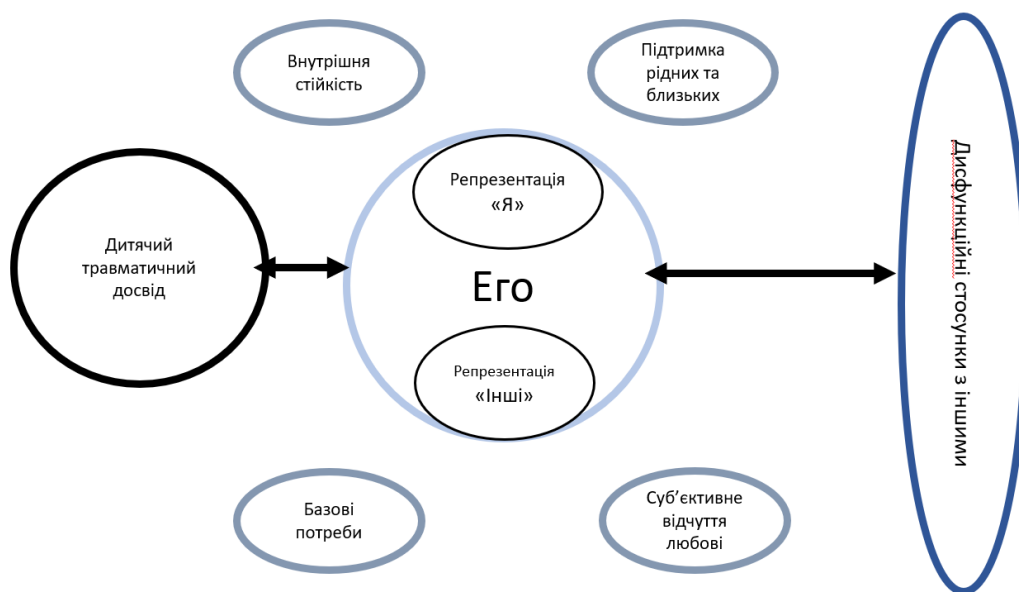 Внутрішня
стійкість
Підтримка
рідних та
близьких
Дитячий
травматичний
досвід
Репрезентація
«Я»
Его
Репрезентація
«Інші»
Дисфункційні стосунки з іншими
Базові
потреби
Суб’єктивне
відчуття
любові